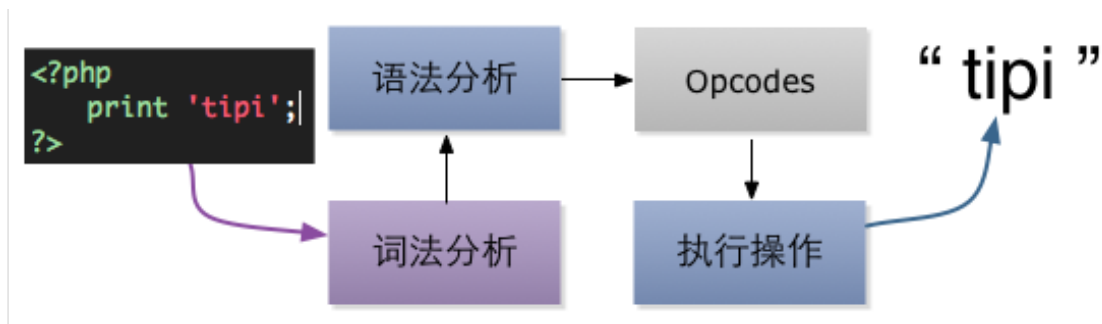 <?php
print 'tipi';
?>
语法分析
Opcodes
“ tipi ”
词法分析
执行操作